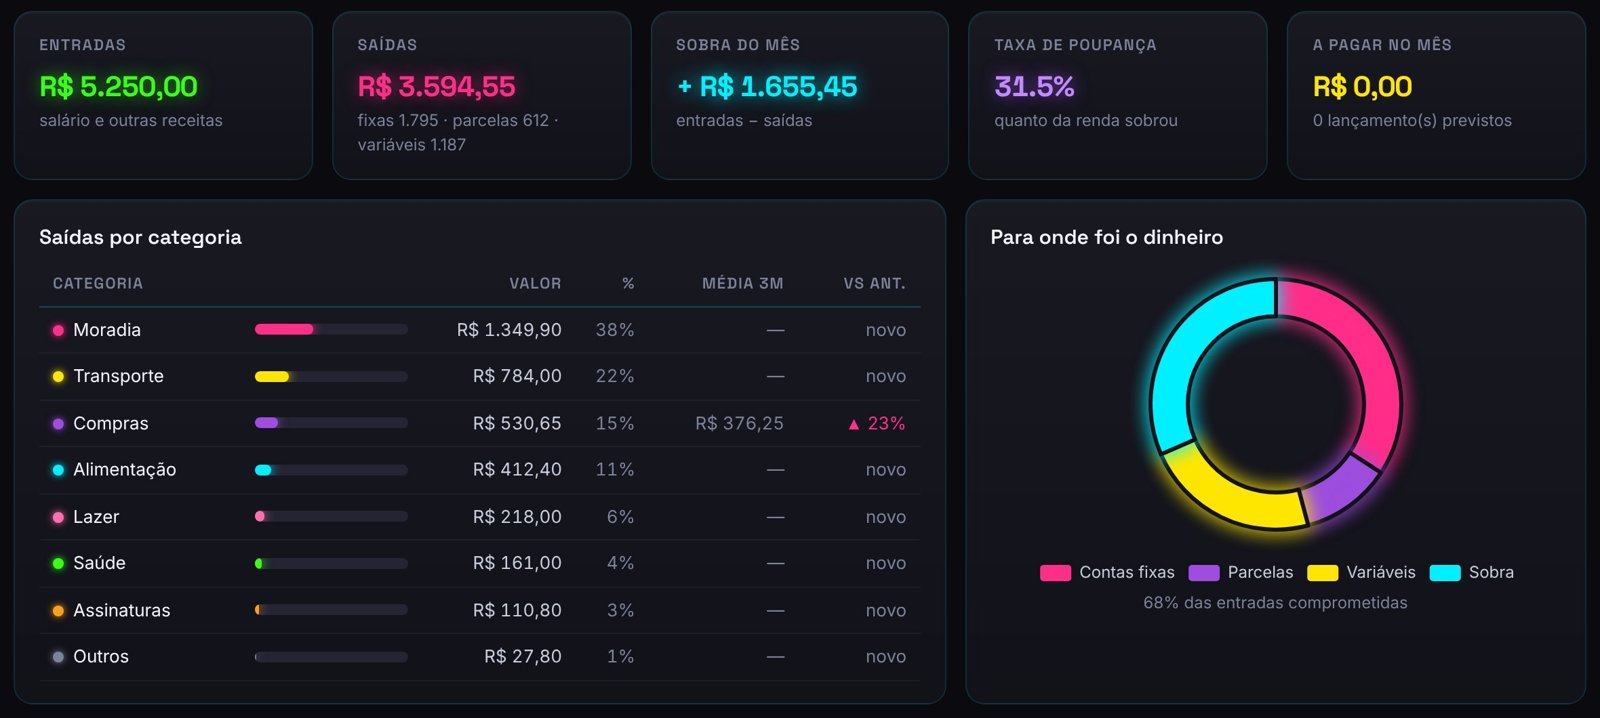 ENTRADAS
R$ 5.250,00
salário e outras receitas
SAÍDAS
R$ 3.594,55
fixas 1.795 · parcelas 612 ·
variáveis 1.187
SOBRA DO MÊS
+ R$ 1.655,45
entradas − saídas
TAXA DE POUPANÇA
31.5%
quanto da renda sobrou
A PAGAR NO MÊS
R$ 0,00
0 lançamento(s) previstos
Saídas por categoria
CATEGORIA VALOR % MÉDIA 3M VS ANT.
Moradia R$ 1.349,90 38% — novo
Transporte R$ 784,00 22% — novo
Compras R$ 530,65 15% R$ 376,25 ▲ 23%
Alimentação R$ 412,40 11% — novo
Lazer R$ 218,00 6% — novo
Saúde R$ 161,00 4% — novo
Assinaturas R$ 110,80 3% — novo
Outros R$ 27,80 1% — novo
Para onde foi o dinheiro
Contas fixas Parcelas Variáveis Sobra
68% das entradas comprometidas